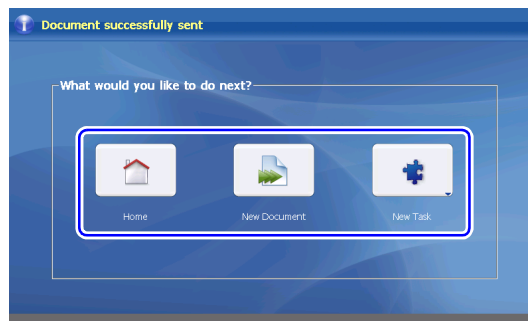 Document successfully sent
What would you like to do next?
Home
New Document
New Task